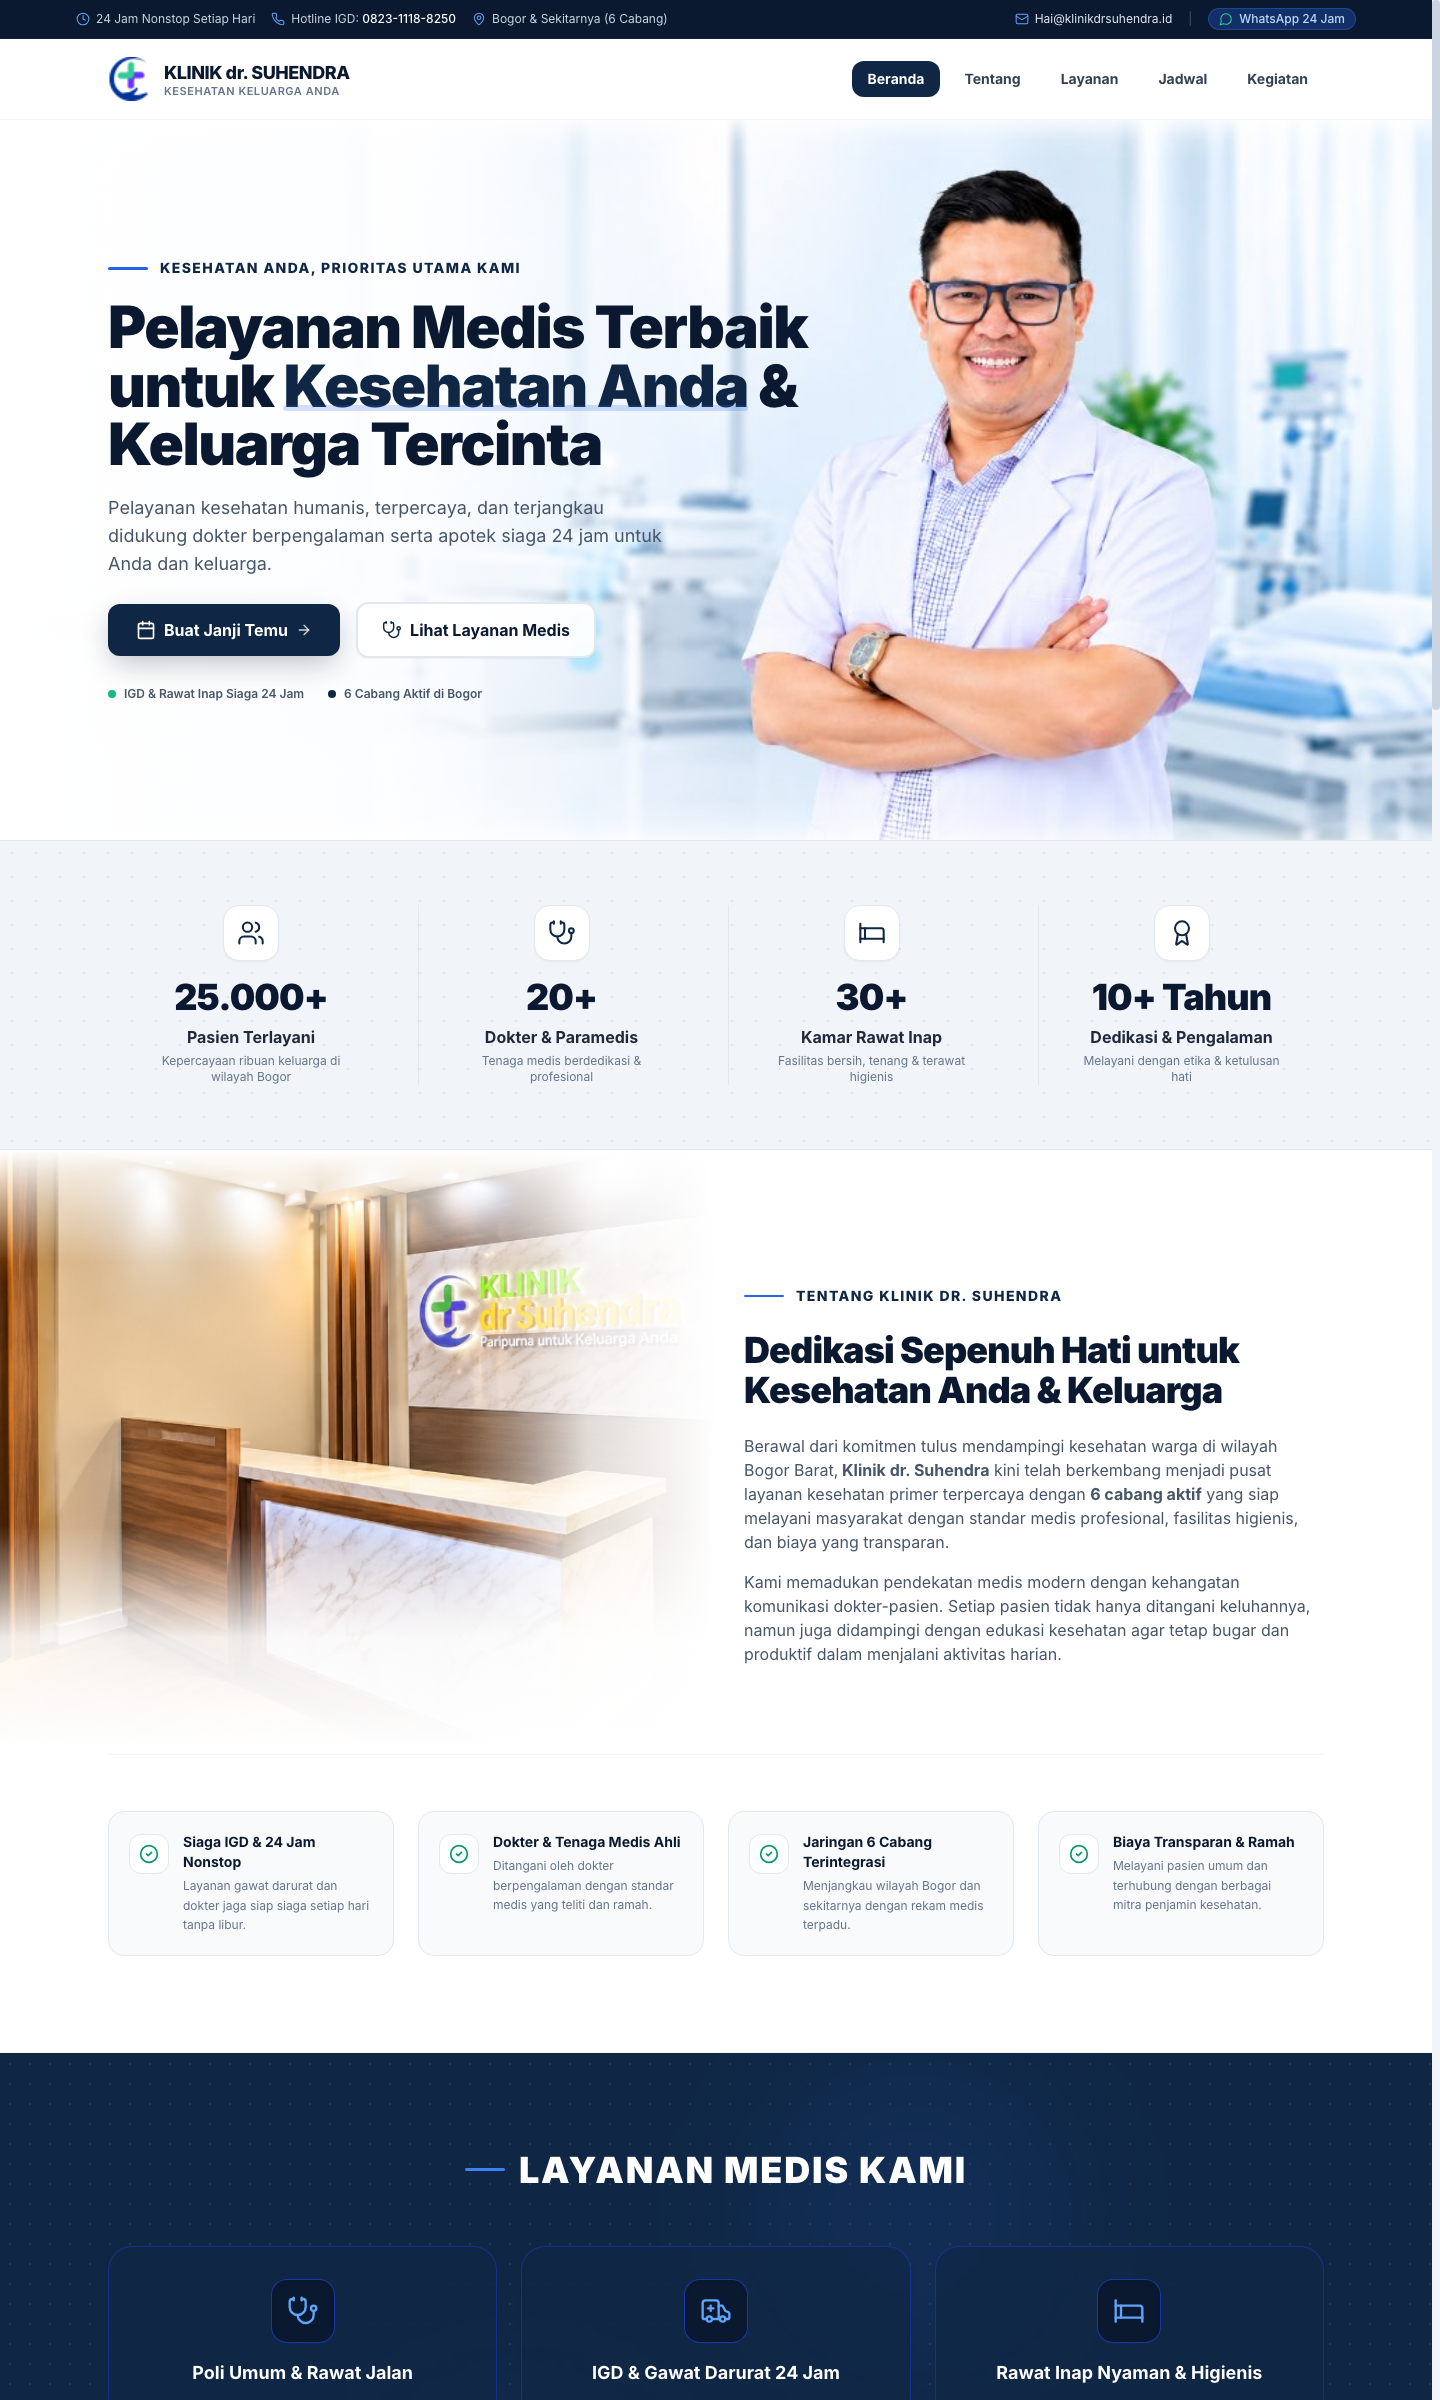 24 Jam Nonstop Setiap Hari
Hotline IGD: 0823-1118-8250
Bogor & Sekitarnya (6 Cabang)
Hai@klinikdrsuhendra.id
WhatsApp 24 Jam
KLINIK dr. SUHENDRA
KESEHATAN KELUARGA ANDA
Beranda
Tentang
Layanan
Jadwal
Kegiatan
KESEHATAN ANDA, PRIORITAS UTAMA KAMI
Pelayanan Medis Terbaik
untuk Kesehatan Anda &
Keluarga Tercinta
Pelayanan kesehatan humanis, terpercaya, dan terjangkau
didukung dokter berpengalaman serta apotek siaga 24 jam untuk
Anda dan keluarga.
Buat Janji Temu
Lihat Layanan Medis
IGD & Rawat Inap Siaga 24 Jam
6 Cabang Aktif di Bogor
25.000+
Pasien Terlayani
Kepercayaan ribuan keluarga di
wilayah Bogor
20+
Dokter & Paramedis
Tenaga medis berdedikasi &
profesional
30+
Kamar Rawat Inap
Fasilitas bersih, tenang & terawat
higienis
10+ Tahun
Dedikasi & Pengalaman
Melayani dengan etika & ketulusan
hati
KLINIK
dr Suhendra
Paripurna untuk Keluarga Anda
TENTANG KLINIK DR. SUHENDRA
Dedikasi Sepenuh Hati untuk
Kesehatan Anda & Keluarga
Berawal dari komitmen tulus mendampingi kesehatan warga di wilayah
Bogor Barat, Klinik dr. Suhendra kini telah berkembang menjadi pusat
layanan kesehatan primer terpercaya dengan 6 cabang aktif yang siap
melayani masyarakat dengan standar medis profesional, fasilitas higienis,
dan biaya yang transparan.
Kami memadukan pendekatan medis modern dengan kehangatan
komunikasi dokter-pasien. Setiap pasien tidak hanya ditangani keluhannya,
namun juga didampingi dengan edukasi kesehatan agar tetap bugar dan
produktif dalam menjalani aktivitas harian.
Siaga IGD & 24 Jam
Nonstop
Layanan gawat darurat dan
dokter jaga siap siaga setiap hari
tanpa libur.
Dokter & Tenaga Medis Ahli
Ditangani oleh dokter
berpengalaman dengan standar
medis yang teliti dan ramah.
Jaringan 6 Cabang
Terintegrasi
Menjangkau wilayah Bogor dan
sekitarnya dengan rekam medis
terpadu.
Biaya Transparan & Ramah
Melayani pasien umum dan
terhubung dengan berbagai
mitra penjamin kesehatan.
LAYANAN MEDIS KAMI
Poli Umum & Rawat Jalan
IGD & Gawat Darurat 24 Jam
Rawat Inap Nyaman & Higienis